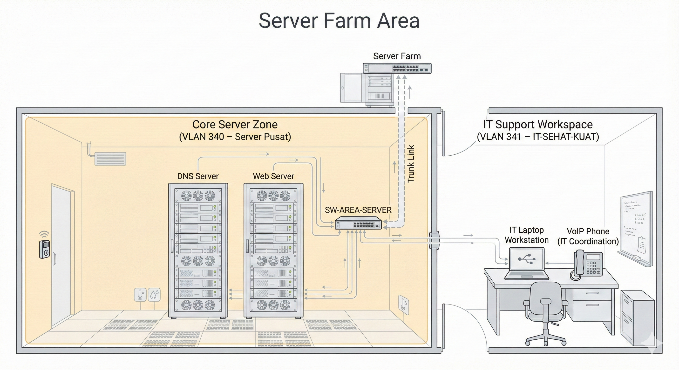 Server Farm Area
Server Farm
Core Server Zone
(VLAN 340 – Server Pusat)
IT Support Workspace
(VLAN 341 – IT-SEHAT-KUAT)
Trunk Link
DNS Server
Web Server
SW-AREA-SERVER
IT Laptop
Workstation
VoIP Phone
(IT Coordination)